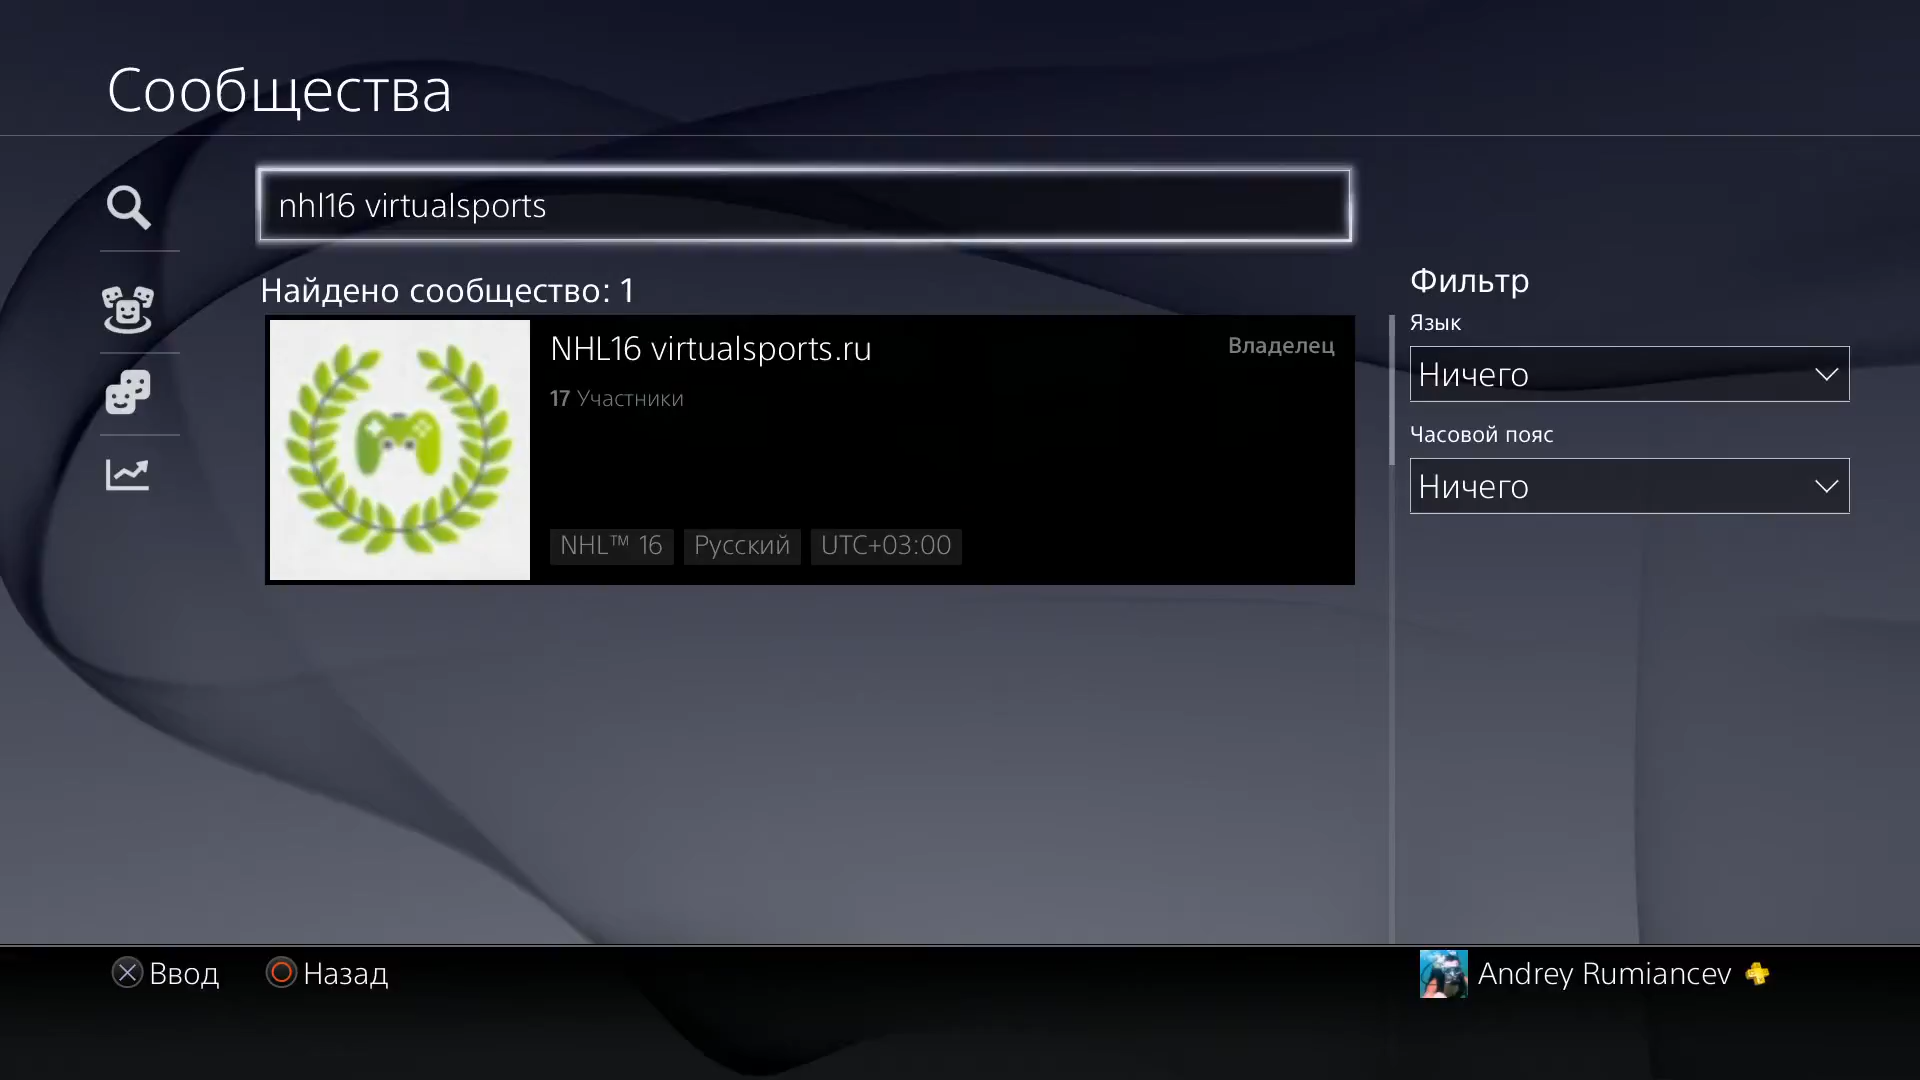 Сообщества
nhl16 virtualsports
Найдено сообщество: 1
NHL16 virtualsports.ru
Владелец
17 Участники
NHL™ 16 Русский UTC+03:00
Фильтр
Язык
Ничего
Часовой пояс
Ничего
Ввод Назад
Andrey Rumiancev